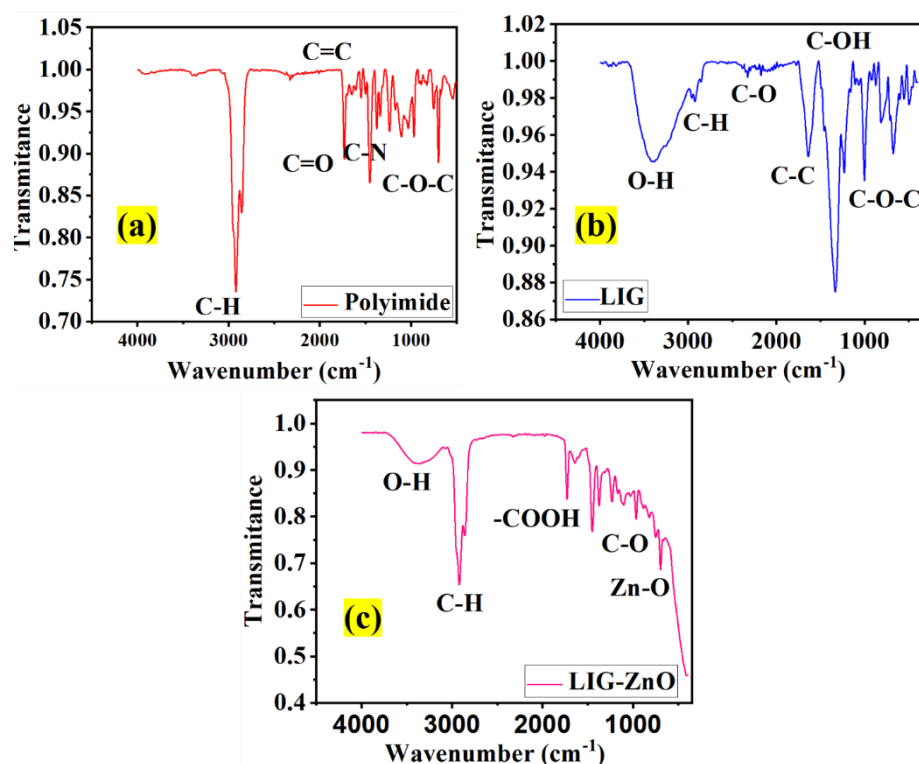 1.05
1.00
0.95
0.90
0.85
0.80
0.75
0.70
Transmitance
C=C
C=O
C-N
C-O-C
C-H
(a)
Polyimide
4000 3000 2000 1000
Wavenumber (cm-1)
1.02
1.00
0.98
0.96
0.94
0.92
0.90
0.88
0.86
Transmitance
C-OH
C-O
C-H
O-H
C-C
C-O-C
(b)
LIG
4000 3000 2000 1000
Wavenumber (cm-1)
1.0
0.9
0.8
0.7
0.6
0.5
0.4
Transmitance
O-H
-COOH
C-O
Zn-O
C-H
(c)
LIG-ZnO
4000 3000 2000 1000
Wavenumber (cm-1)